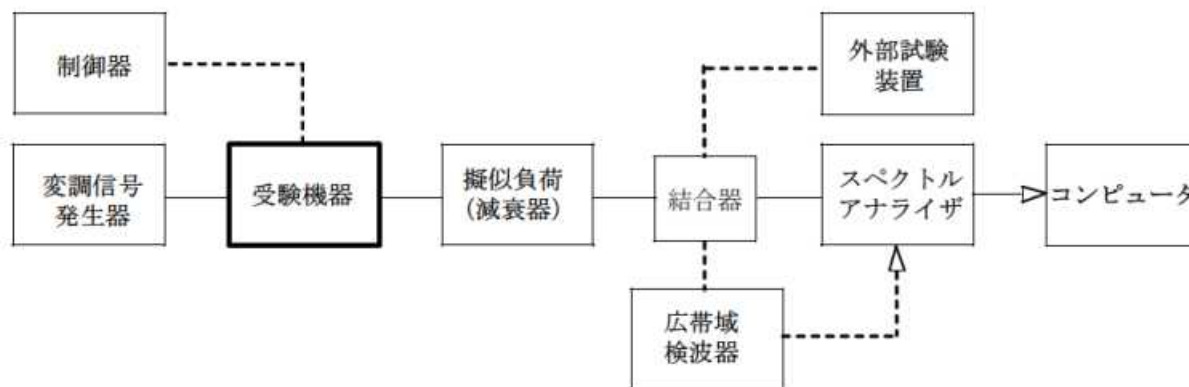 制御器
外部試験
装置
変調信号
発生器
受験機器
擬似負荷
(減衰器)
結合器
スペクトル
アナライザ
コンピュータ
広帯域
検波器